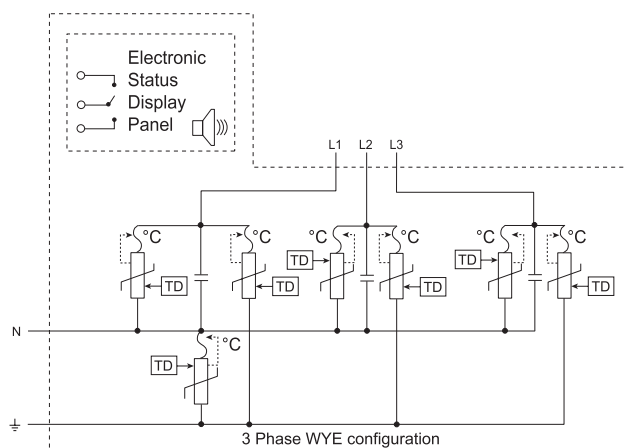 Electronic
Status
Display
Panel
L1 L2 L3
°C °C °C °C °C °C
TD TD
TD TD TD TD
N
°C
TD
3 Phase WYE configuration